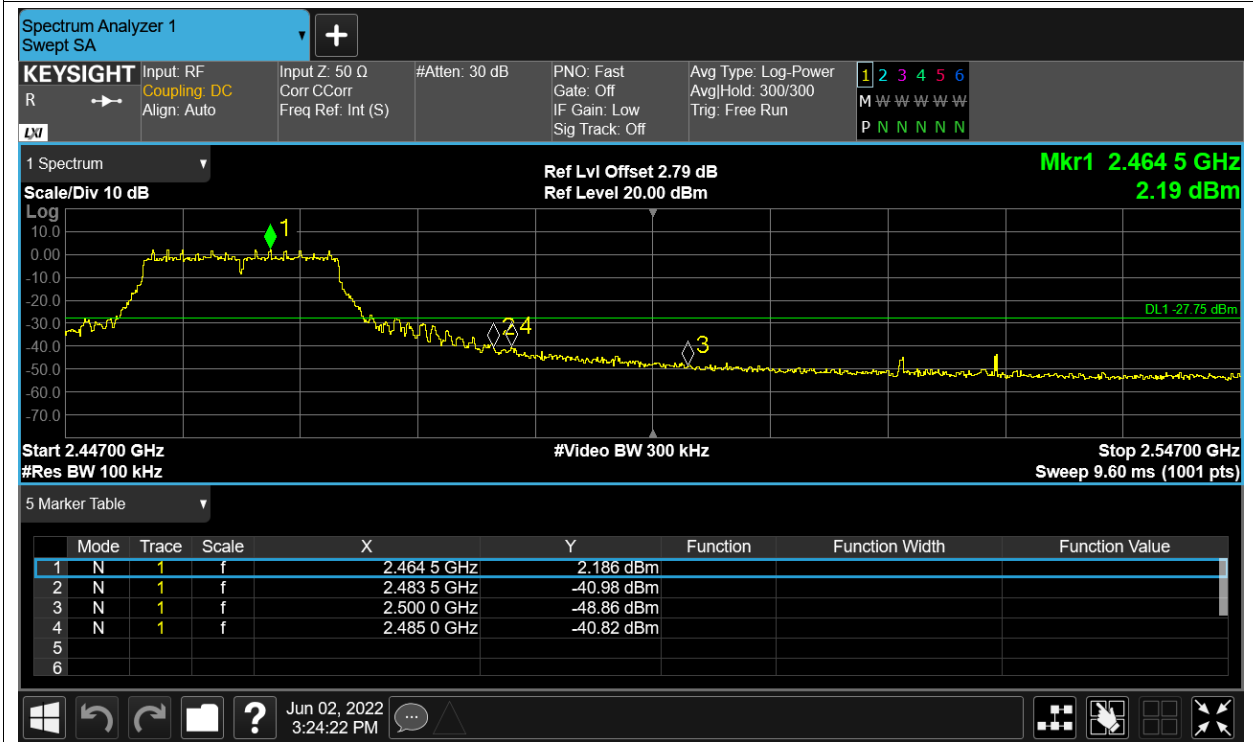 Spectrum Analyzer 1
Swept SA
+
KEYSIGHT Input: RF Input Z: 50 Ω #Atten: 30 dB PNO: Fast Avg Type: Log-Power 1 2 3 4 5 6
R Coupling: DC Corr CCorr Gate: Off Avg|Hold: 300/300 M W W W W W
Align: Auto Freq Ref: Int (S) IF Gain: Low Trig: Free Run
LXI Sig Track: Off P N N N N N N
1 Spectrum Ref Lvl Offset 2.79 dB Mkr1 2.464 5 GHz
Scale/Div 10 dB Ref Level 20.00 dBm 2.19 dBm
Log
10.0 1
0.00
-10.0
-20.0
DL1 -27.75 dBm
-30.0 2 4
-40.0 3
-50.0
-60.0
-70.0
Start 2.44700 GHz #Video BW 300 kHz Stop 2.54700 GHz
#Res BW 100 kHz Sweep 9.60 ms (1001 pts)
5 Marker Table
Mode Trace Scale X Y Function Function Width Function Value
1 N 1 f 2.464 5 GHz 2.186 dBm
2 N 1 f 2.483 5 GHz -40.98 dBm
3 N 1 f 2.500 0 GHz -48.86 dBm
4 N 1 f 2.485 0 GHz -40.82 dBm
5
6
? Jun 02, 2022
3:24:22 PM